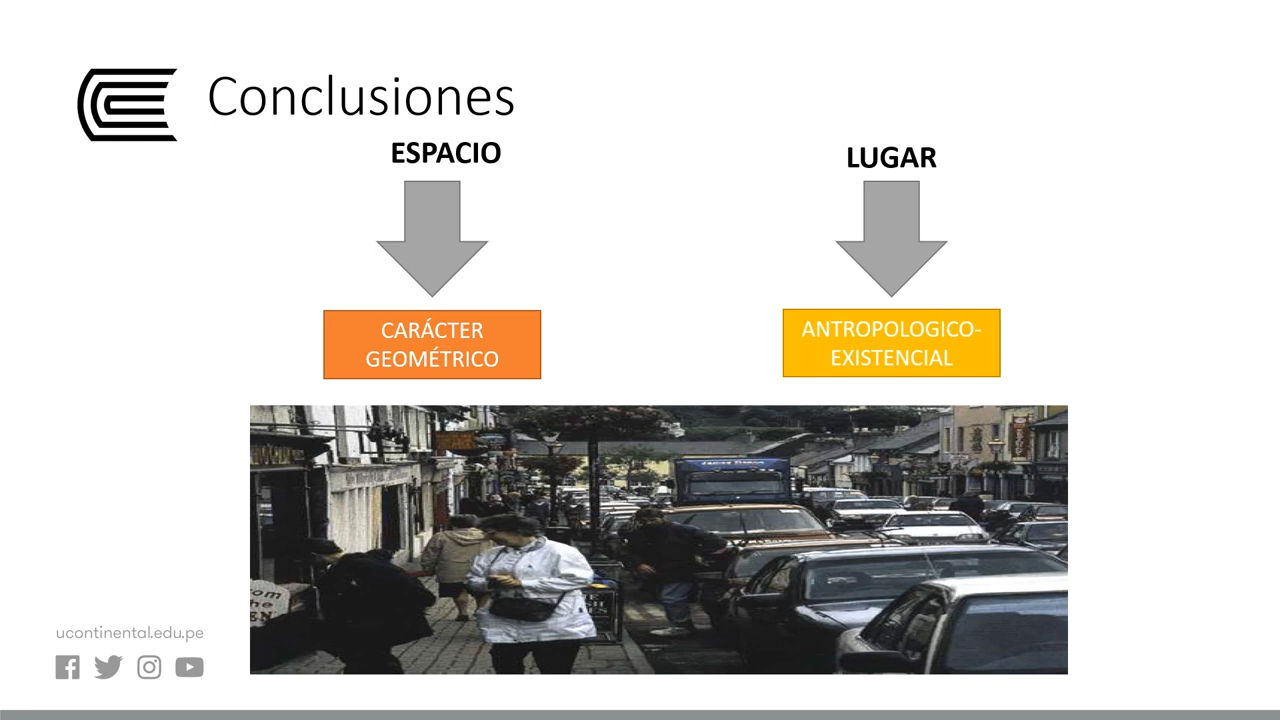 Conclusiones
ESPACIO
LUGAR
CARÁCTER
GEOMÉTRICO
ANTROPOLOGICO-
EXISTENCIAL
ucontinental.edu.pe